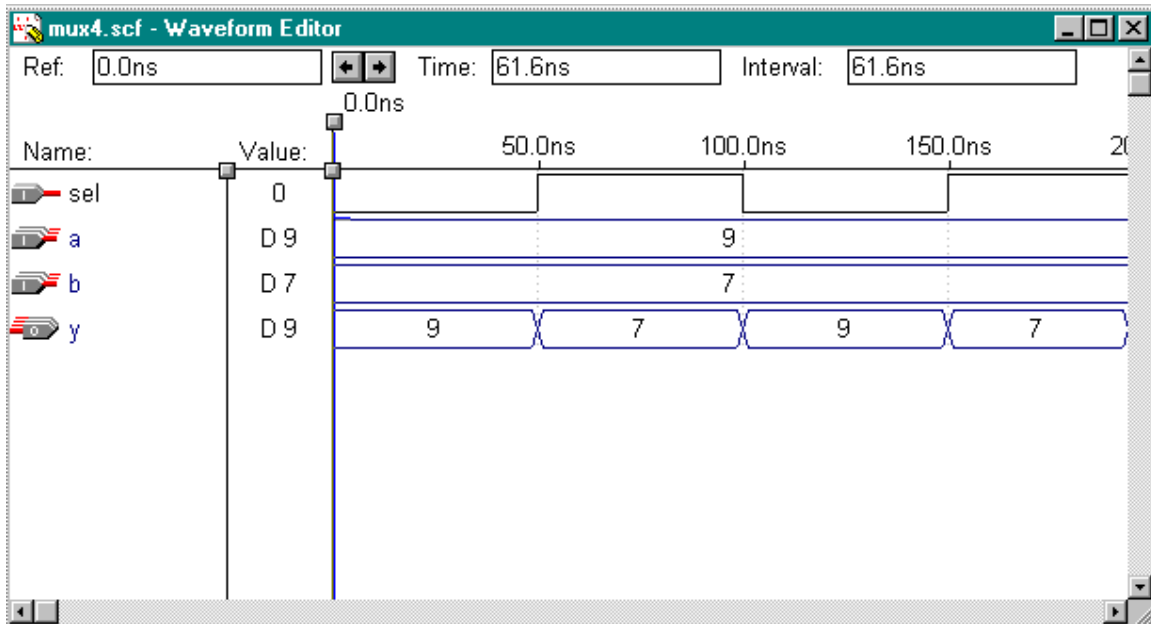 mux4.scf - Waveform Editor
Ref: 0.0ns Time: 61.6ns Interval: 61.6ns
0.0ns
Name: Value: 50.0ns 100.0ns 150.0ns 20
I sel 0
I a D 9 9
I b D 7 7
O y D 9 9 7 9 7